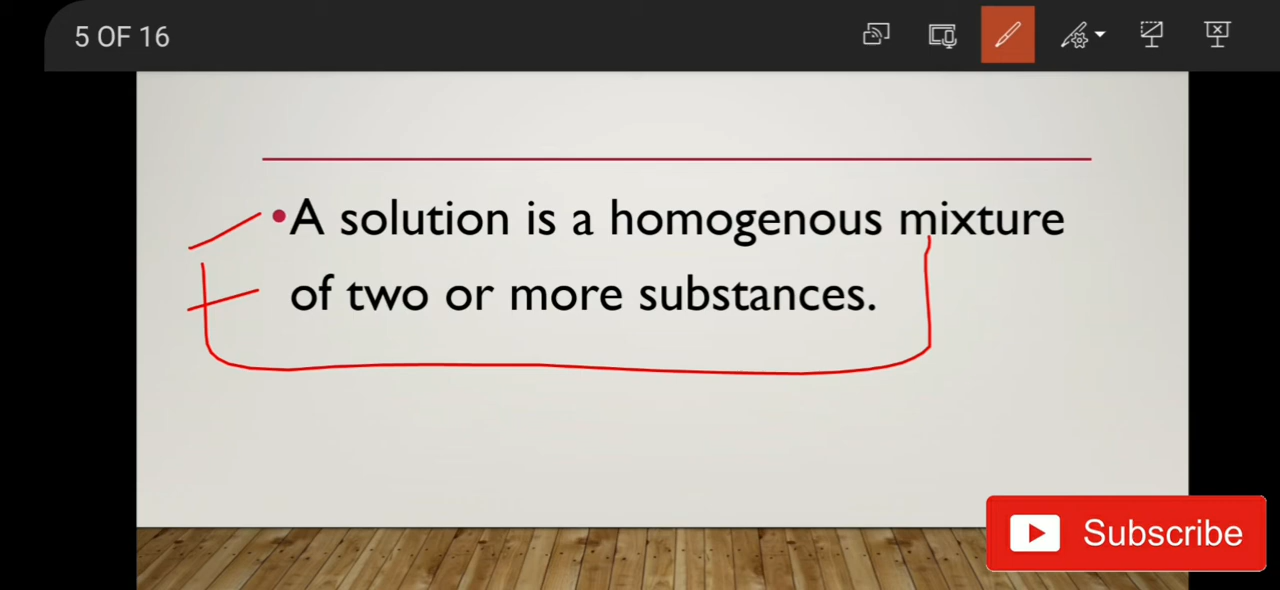 5 OF 16
•A solution is a homogenous mixture
of two or more substances.
Subscribe